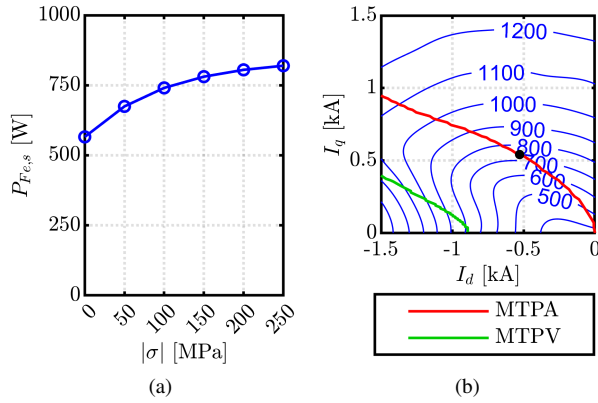 1000
750
500
250
0
P_{Fe,s} [W]
0 50 100 150 200 250
|σ| [MPa]
(a)
1.5
1
0.5
0
I_q [kA]
1200
1100
1000
900
800
700
600
500
-1.5 -1 -0.5 0
I_d [kA]
MTPA
MTPV
(b)